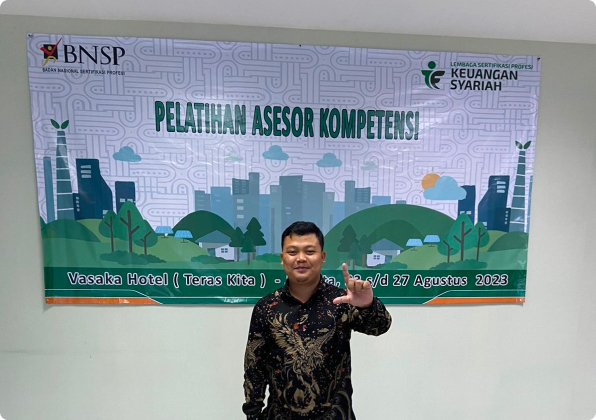 BNSP
BADAN NASIONAL SERTIFIKASI PROFESI
LEMBAGA SERTIFIKASI PROFESI
KEUANGAN
SYARIAH
PELATIHAN ASESOR KOMPETENSI
Vasaka Hotel ( Teras Kita ) - s/d 27 Agustus 2023